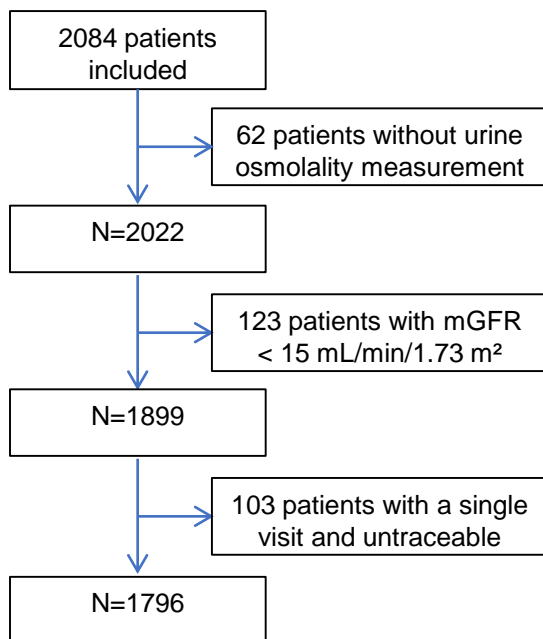 2084 patients
included
62 patients without urine
osmolality measurement
N=2022
123 patients with mGFR
< 15 mL/min/1.73 m²
N=1899
103 patients with a single
visit and untraceable
N=1796